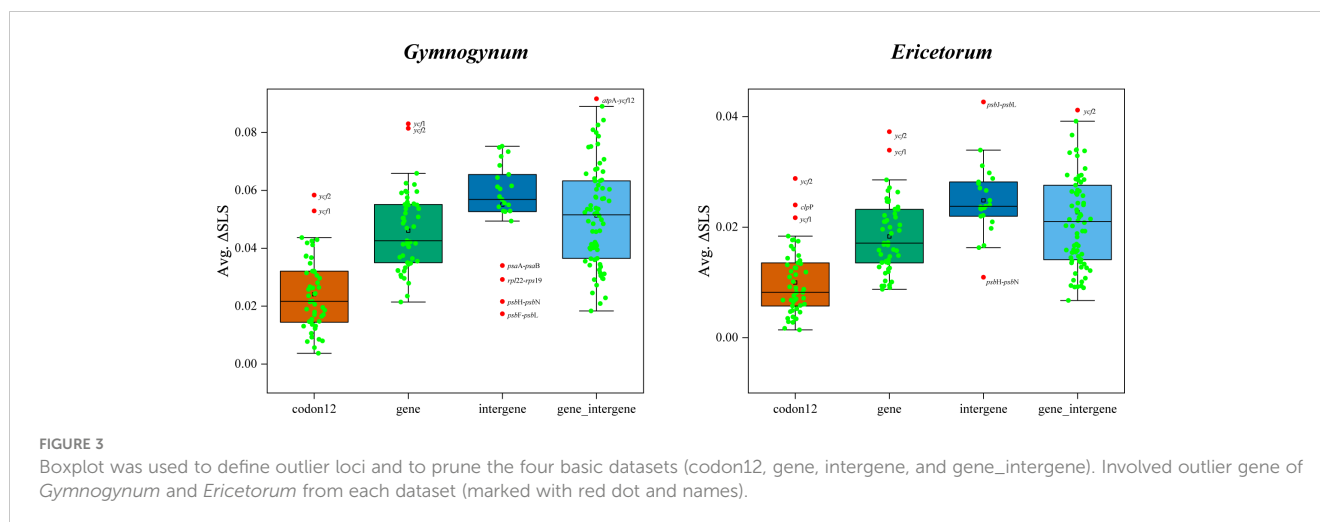 Gymnogynum
Ericetorum
Avg. ΔSLS
0.08
0.06
0.04
0.02
0.00
ycf2
ycf1
ycf1
ycf2
psaA-psaB
rpl22-rps19
psbH-psbN
psbF-psbL
atpA-ycf12
codon12
gene
intergene
gene_intergene
Avg. ΔSLS
0.04
0.02
0.00
ycf2
clpP
ycf1
ycf2
ycf1
psbJ-psbL
psbH-psbN
ycf2
codon12
gene
intergene
gene_intergene
FIGURE 3
Boxplot was used to define outlier loci and to prune the four basic datasets (codon12, gene, intergene, and gene_intergene). Involved outlier gene of
Gymnogynum and Ericetorum from each dataset (marked with red dot and names).